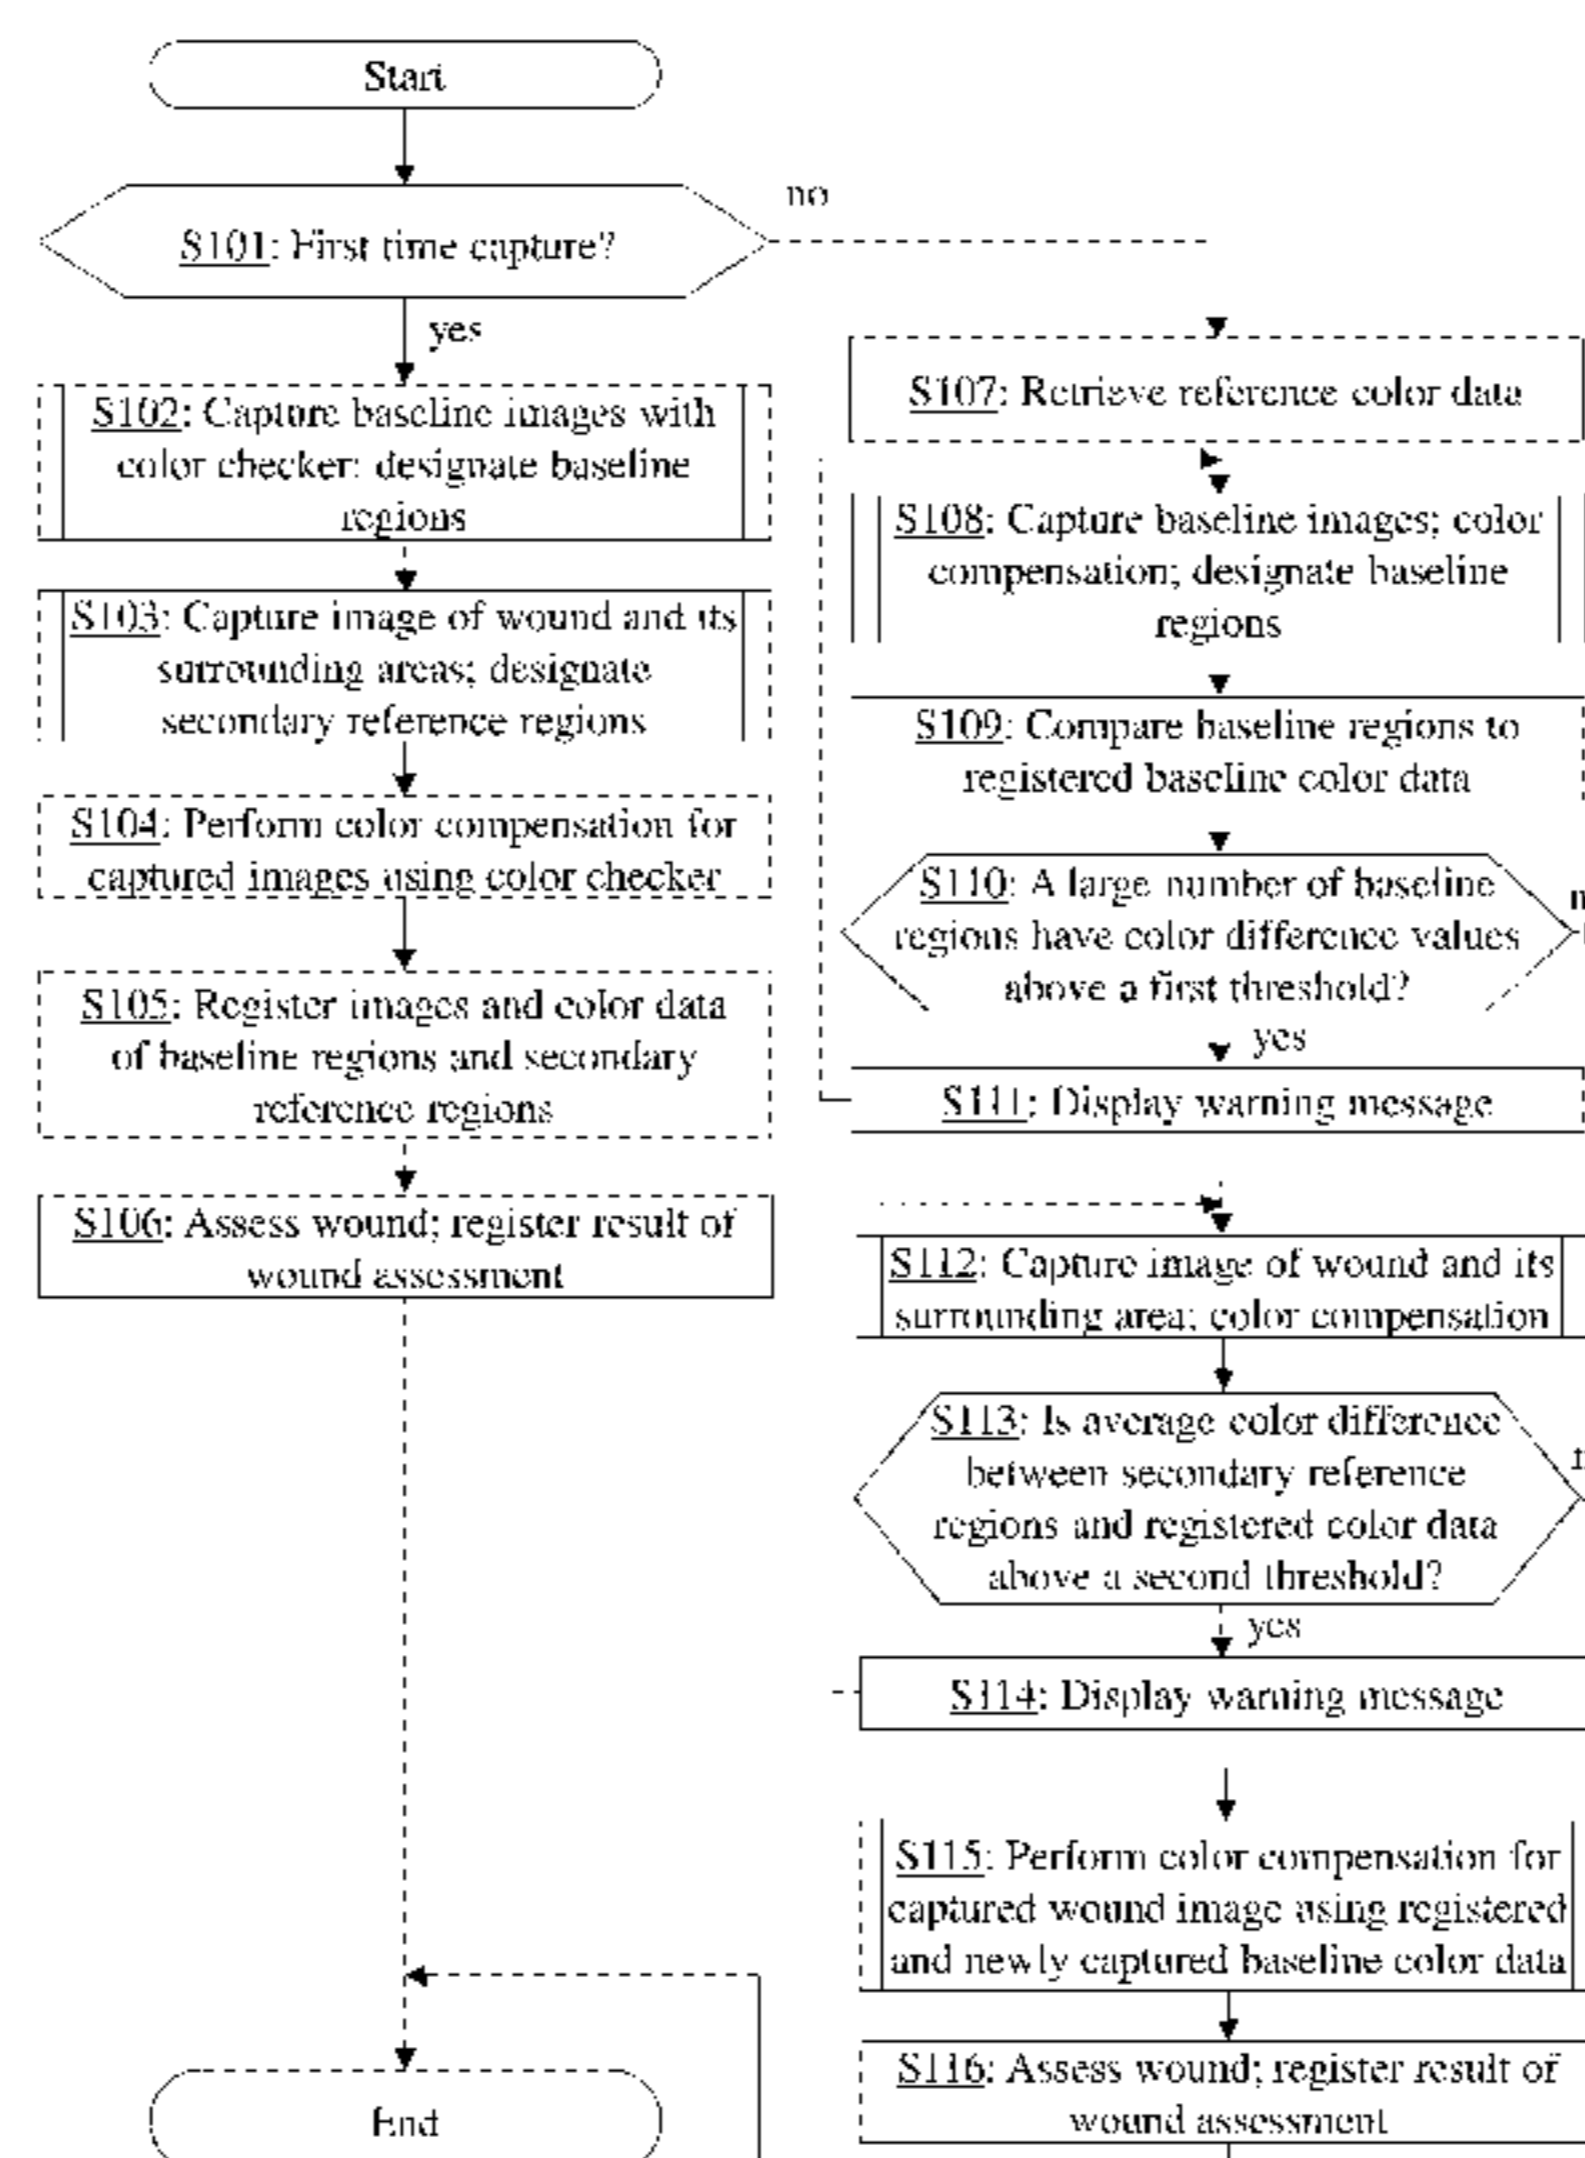 Start
S101: First time capture?
no
yes
S102: Capture baseline images with
color checker; designate baseline
regions
S103: Capture image of wound and its
surrounding areas; designate
secondary reference regions
S104: Perform color compensation for
captured images using color checker
S105: Register images and color data
of baseline regions and secondary
reference regions
S106: Assess wound; register result of
wound assessment
End
S107: Retrieve reference color data
S108: Capture baseline images; color
compensation; designate baseline
regions
S109: Compare baseline regions to
registered baseline color data
S110: A large number of baseline
regions have color difference values
above a first threshold?
yes
S111: Display warning message
S112: Capture image of wound and its
surrounding area; color compensation
S113: Is average color difference
between secondary reference
regions and registered color data
above a second threshold?
yes
S114: Display warning message
S115: Perform color compensation for
captured wound image using registered
and newly captured baseline color data
S116: Assess wound; register result of
wound assessment